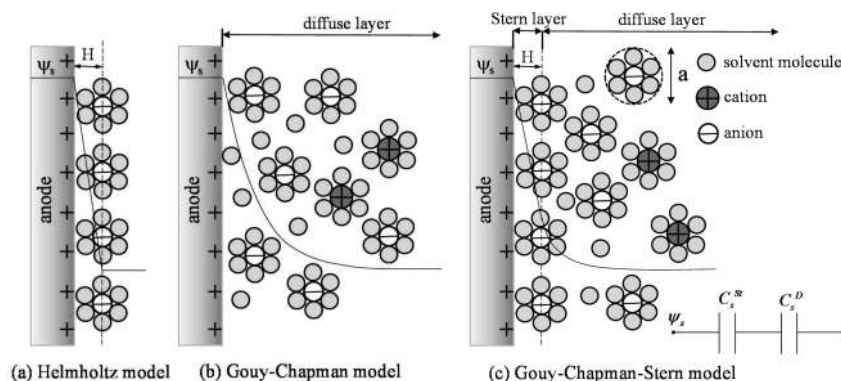 Stern layer
diffuse layer
diffuse layer
H
H
Ψs
Ψs
Ψs
a
solvent molecule
cation
anion
anode
anode
anode
Cs^St
Cs^D
Ψs
(a) Helmholtz model
(b) Gouy-Chapman model
(c) Gouy-Chapman-Stern model